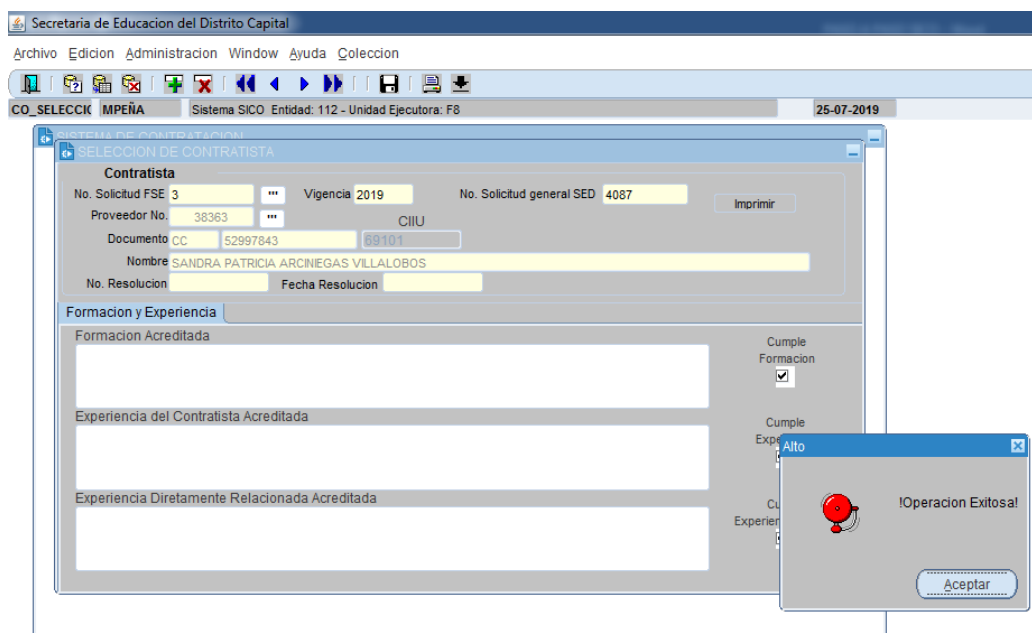 Secretaria de Educacion del Distrito Capital
Archivo Edicion Administracion Window Ayuda Coleccion
MPEÑA Sistema SICO Entidad: 112 - Unidad Ejecutora: F8 25-07-2019
SISTEMA DE CONTRATACION
SELECCION DE CONTRATISTA
Contratista
No. Solicitud FSE 3 ... Vigencia 2019 No. Solicitud general SED 4087 Imprimir
Proveedor No. 38363 ... CIIU
Documento CC 52997843 69101
Nombre SANDRA PATRICIA ARCINIEGAS VILLALOBOS
No. Resolucion Fecha Resolucion
Formacion y Experiencia
Formacion Acreditada
Cumple
Formacion
Experiencia del Contratista Acreditada
Cumple
Experiencia Diretamente Relacionada Acreditada
Alto
!Operacion Exitosa!
Aceptar